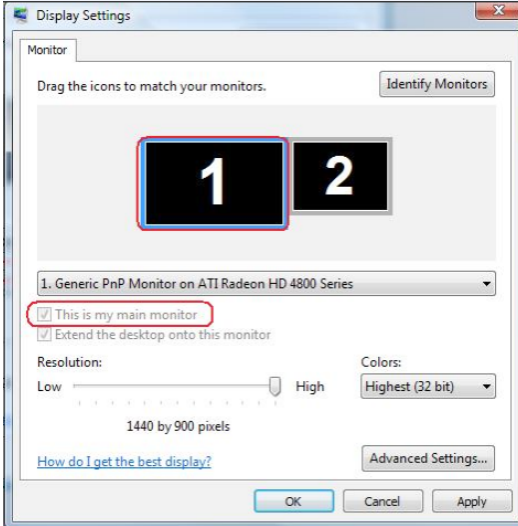 Display Settings
Monitor
Drag the icons to match your monitors.
Identify Monitors
1
2
1. Generic PnP Monitor on ATI Radeon HD 4800 Series
This is my main monitor
Extend the desktop onto this monitor
Resolution:
Colors:
Low
High
Highest (32 bit)
1440 by 900 pixels
How do I get the best display?
Advanced Settings...
OK
Cancel
Apply